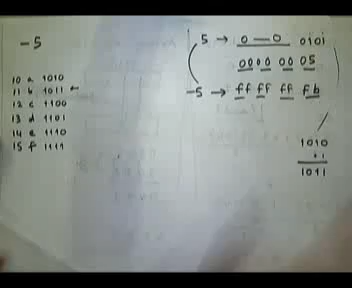 -5
10 a 1010
11 b 1011 ←
12 c 1100
13 d 1101
14 e 1110
15 f 1111
5 → 0 — 0 0101
0000 00 05
-5 → ff ff ff fb
1010
+1
1011